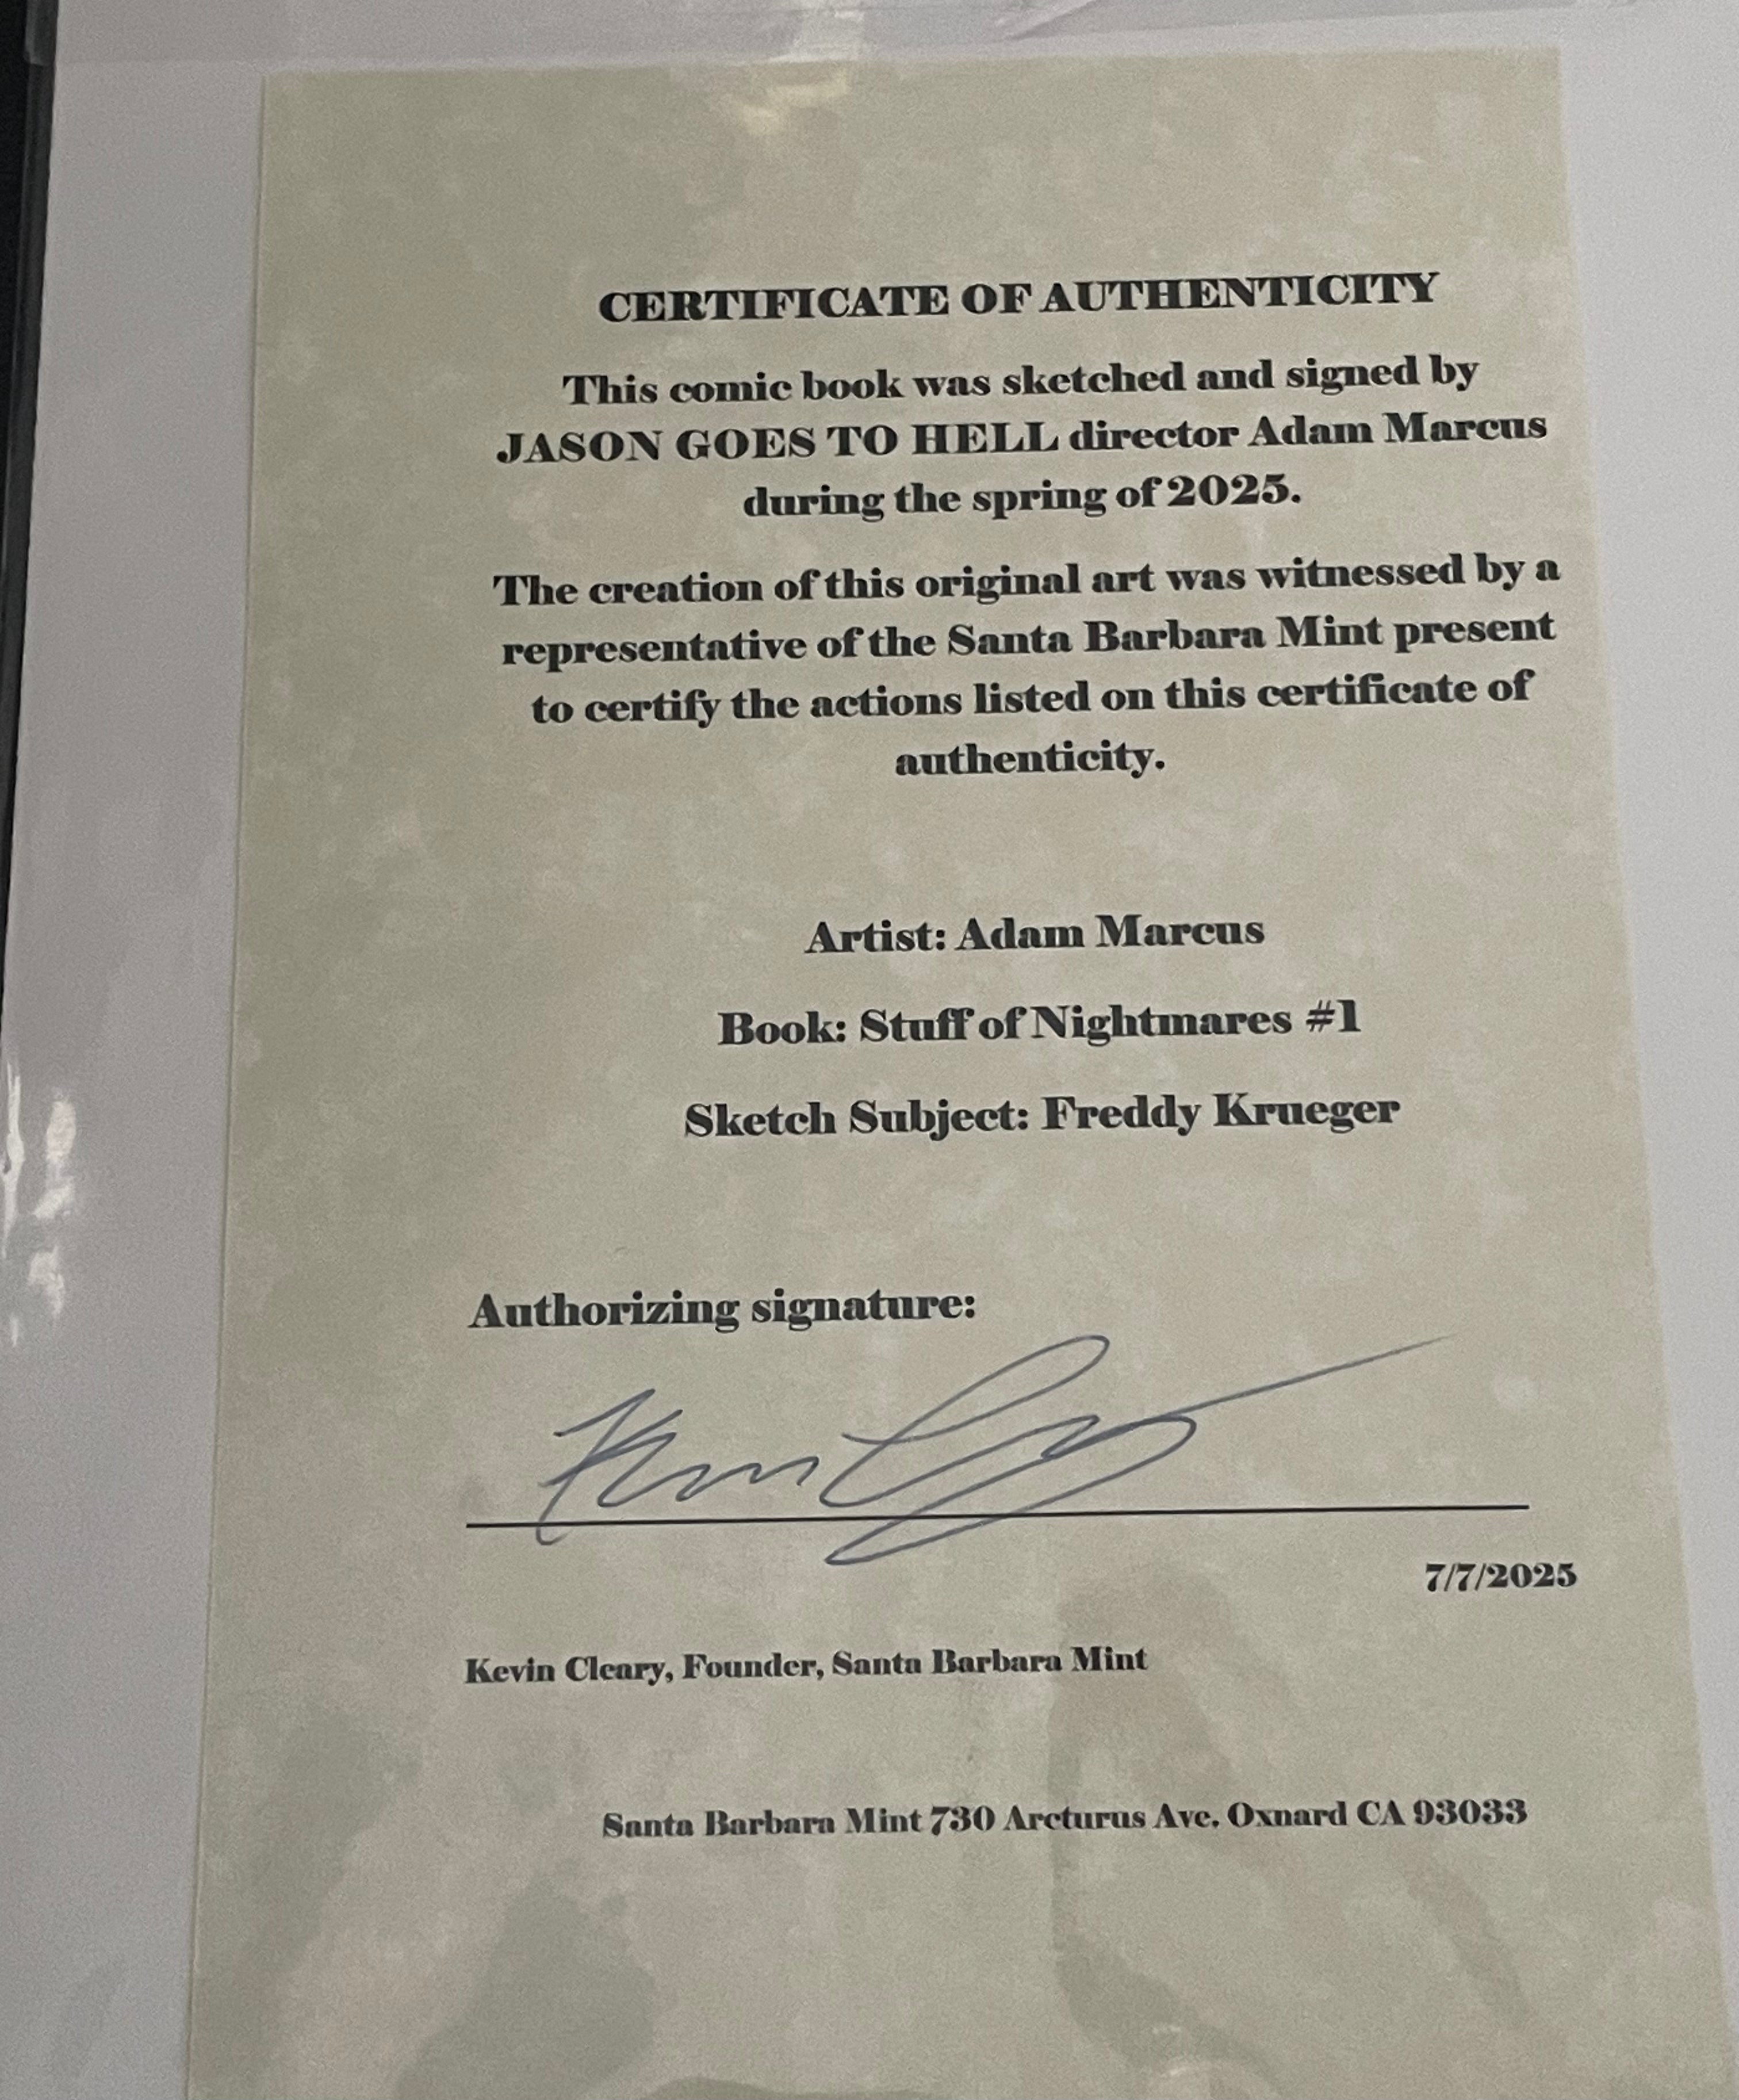 CERTIFICATE OF AUTHENTICITY
This comic book was sketched and signed by
JASON GOES TO HELL director Adam Marcus
during the spring of 2025.
The creation of this original art was witnessed by a
representative of the Santa Barbara Mint present
to certify the actions listed on this certificate of
authenticity.
Artist: Adam Marcus
Book: Stuff of Nightmares #1
Sketch Subject: Freddy Krueger
Authorizing signature:
7/7/2025
Kevin Cleary, Founder, Santa Barbara Mint
Santa Barbara Mint 730 Arcturus Ave. Oxnard CA 93033